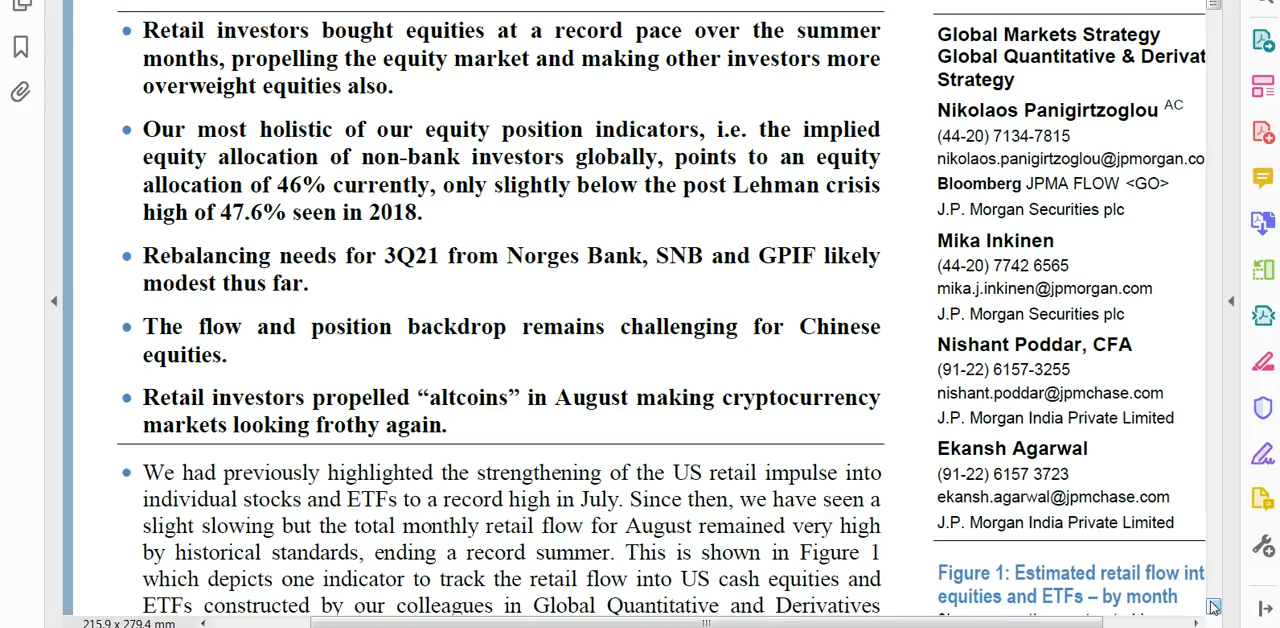 Retail investors bought equities at a record pace over the summer
months, propelling the equity market and making other investors more
overweight equities also.
Our most holistic of our equity position indicators, i.e. the implied
equity allocation of non-bank investors globally, points to an equity
allocation of 46% currently, only slightly below the post Lehman crisis
high of 47.6% seen in 2018.
Rebalancing needs for 3Q21 from Norges Bank, SNB and GPIF likely
modest thus far.
The flow and position backdrop remains challenging for Chinese
equities.
Retail investors propelled “altcoins” in August making cryptocurrency
markets looking frothy again.
We had previously highlighted the strengthening of the US retail impulse into
individual stocks and ETFs to a record high in July. Since then, we have seen a
slight slowing but the total monthly retail flow for August remained very high
by historical standards, ending a record summer. This is shown in Figure 1
which depicts one indicator to track the retail flow into US cash equities and
ETFs constructed by our colleagues in Global Quantitative and Derivatives
Global Markets Strategy
Global Quantitative & Derivat
Strategy
Nikolaos Panigirtzoglou AC
(44-20) 7134-7815
nikolaos.panigirtzoglou@jpmorgan.co
Bloomberg JPMA FLOW <GO>
J.P. Morgan Securities plc
Mika Inkinen
(44-20) 7742 6565
mika.j.inkinen@jpmorgan.com
J.P. Morgan Securities plc
Nishant Poddar, CFA
(91-22) 6157-3255
nishant.poddar@jpmchase.com
J.P. Morgan India Private Limited
Ekansh Agarwal
(91-22) 6157 3723
ekansh.agarwal@jpmchase.com
J.P. Morgan India Private Limited
Figure 1: Estimated retail flow int
equities and ETFs – by month
215.9 x 279.4 mm